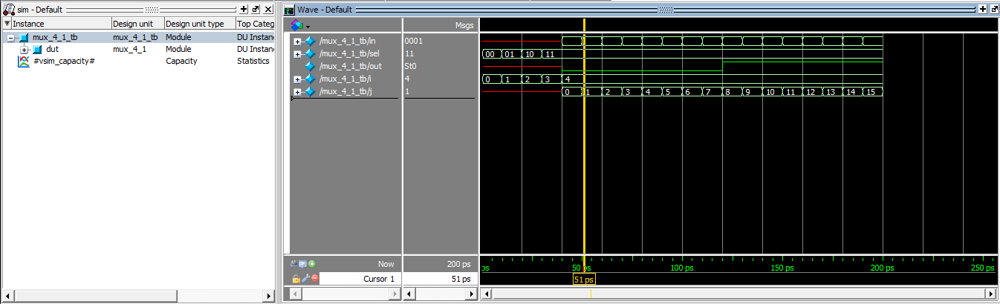 sim - Default
Instance Design unit Design unit type Top Categ
mux_4_1_tb mux_4_1_tb Module DU Instanc
dut mux_4_1 Module DU Instanc
#vsim_capacity# Capacity Statistics
Wave - Default
Msgs
/mux_4_1_tb/in 0001
/mux_4_1_tb/sel 11 00 01 10 11
/mux_4_1_tb/out St0
/mux_4_1_tb/i 4 0 1 2 3 4
/mux_4_1_tb/j 1 0 1 2 3 4 5 6 7 8 9 10 11 12 13 14 15
Now 200 ps ps 50 ps 100 ps 150 ps 200 ps 250 ps
Cursor 1 51 ps 51 ps